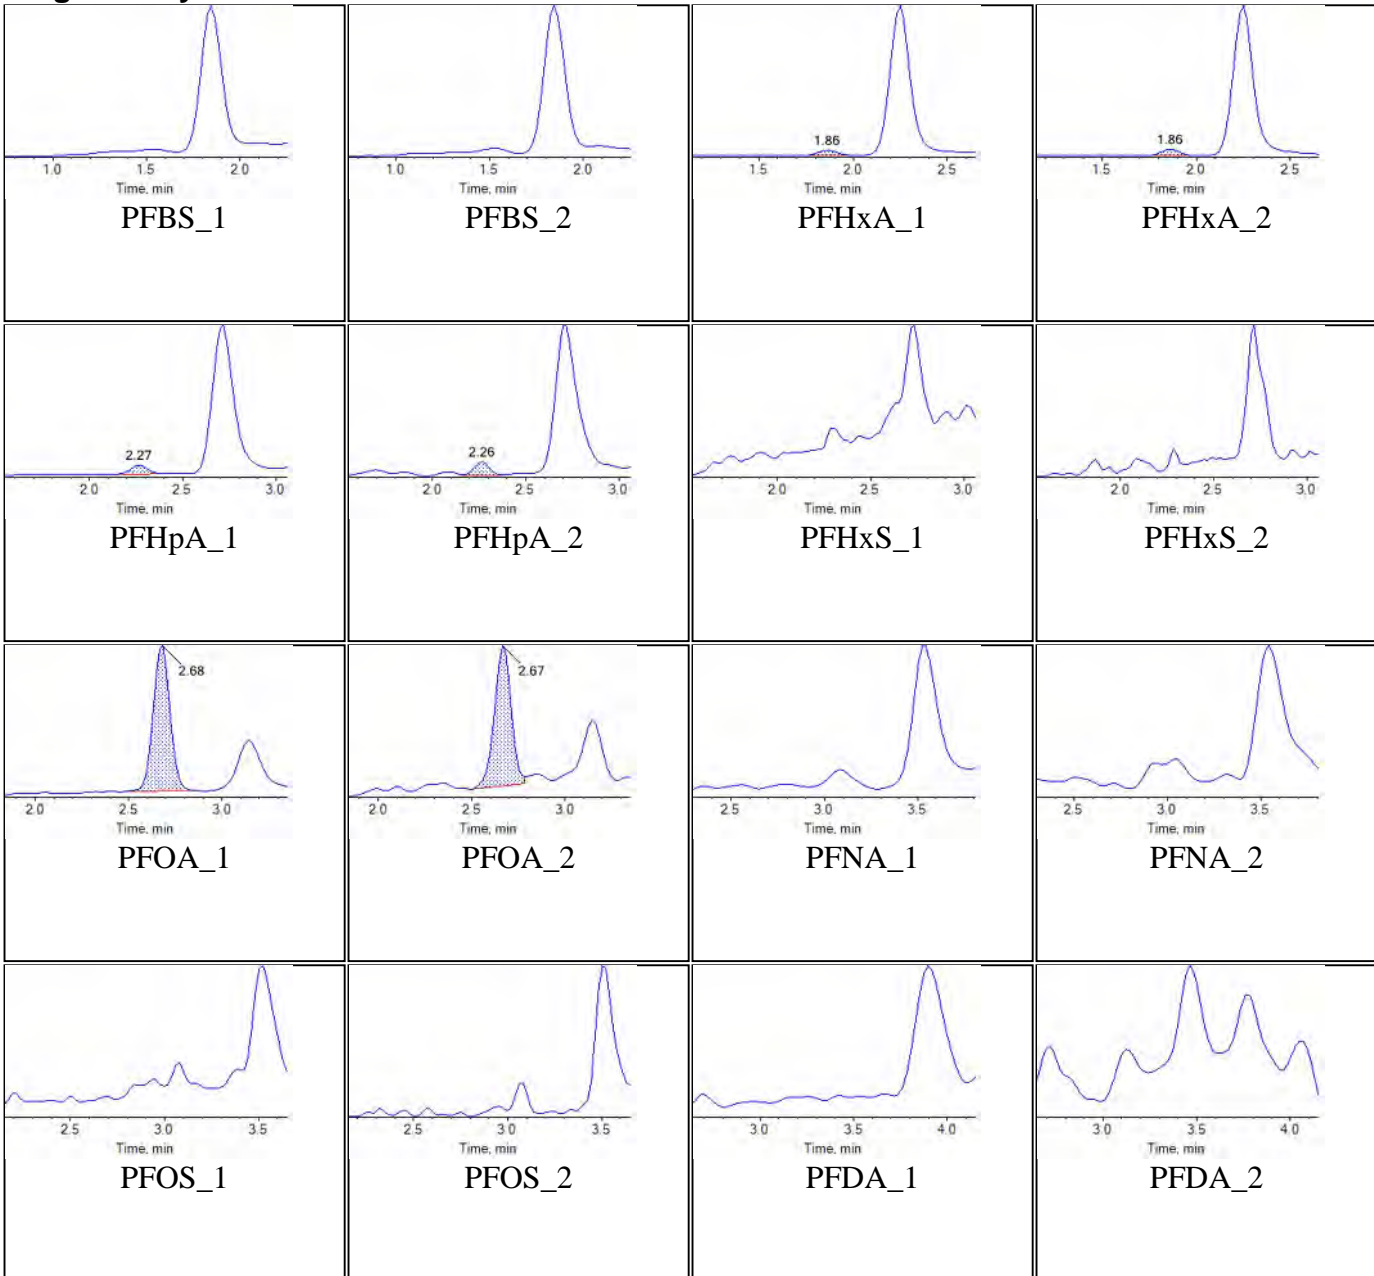 1.86 1.86
1.0 1.5 2.0 1.0 1.5 2.0 1.5 2.0 2.5 1.5 2.0 2.5
Time, min Time, min Time, min Time, min
PFBS_1 PFBS_2 PFHxA_1 PFHxA_2
2.27 2.26
2.0 2.5 3.0 2.0 2.5 3.0 2.0 2.5 3.0 2.0 2.5 3.0
Time, min Time, min Time, min Time, min
PFHpA_1 PFHpA_2 PFHxS_1 PFHxS_2
2.68 2.67
2.0 2.5 3.0 2.0 2.5 3.0 2.5 3.0 3.5 2.5 3.0 3.5
Time, min Time, min Time, min Time, min
PFOA_1 PFOA_2 PFNA_1 PFNA_2
2.5 3.0 3.5 2.5 3.0 3.5 3.0 3.5 4.0 3.0 3.5 4.0
Time, min Time, min Time, min Time, min
PFOS_1 PFOS_2 PFDA_1 PFDA_2